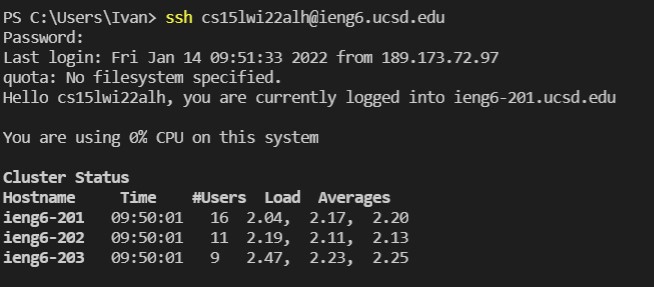 PS C:\Users\Ivan> ssh cs15lwi22alh@ieng6.ucsd.edu
Password:
Last login: Fri Jan 14 09:51:33 2022 from 189.173.72.97
quota: No filesystem specified.
Hello cs15lwi22alh, you are currently logged into ieng6-201.ucsd.edu
You are using 0% CPU on this system
Cluster Status
Hostname     Time    #Users  Load  Averages
ieng6-201   09:50:01   16  2.04,  2.17,  2.20
ieng6-202   09:50:01   11  2.19,  2.11,  2.13
ieng6-203   09:50:01   9   2.47,  2.23,  2.25